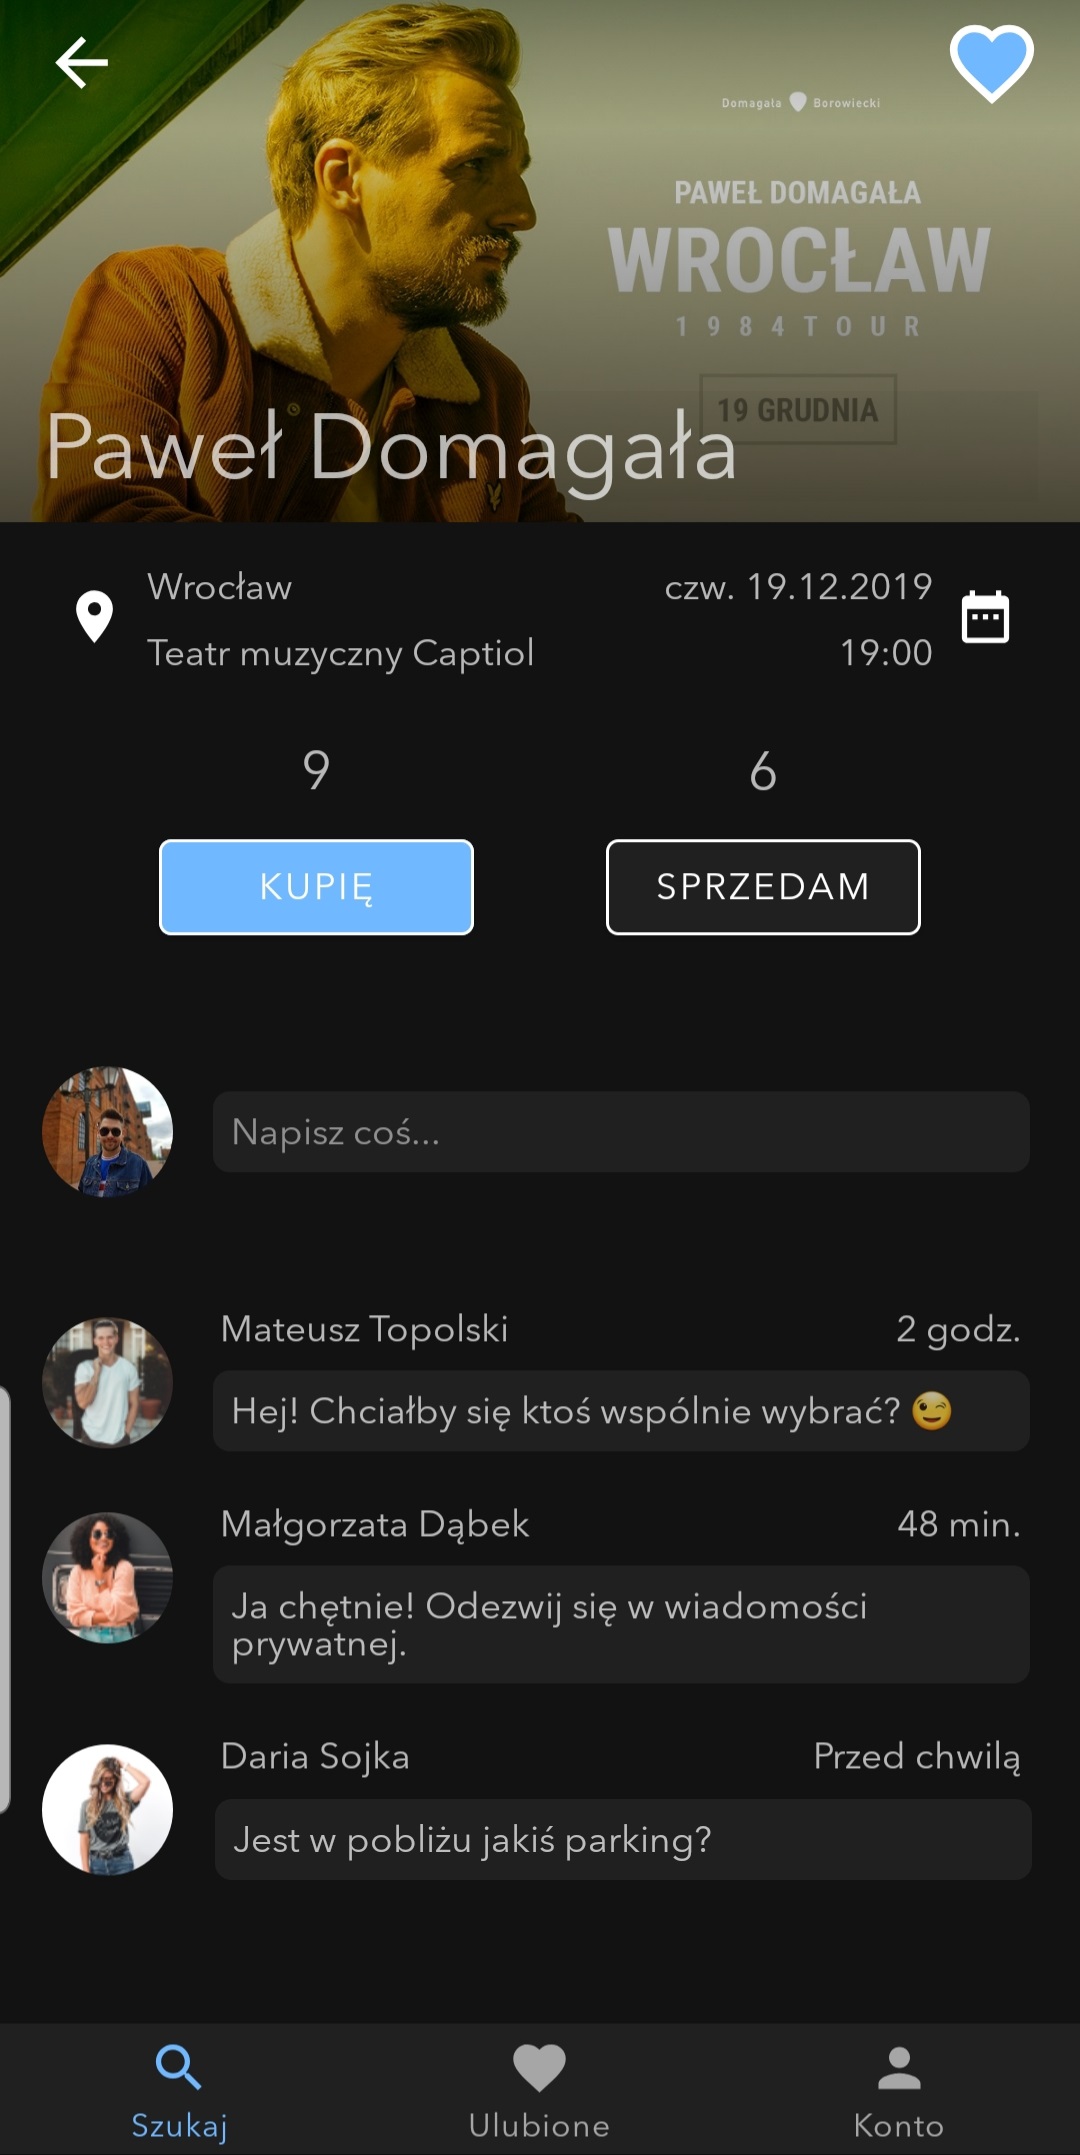 Domagała Borowiecki
PAWEŁ DOMAGAŁA
WROCŁAW
1984TOUR
19 GRUDNIA
Paweł Domagała
Wrocław
czw. 19.12.2019
Teatr muzyczny Captiol
19:00
9
6
KUPIĘ
SPRZEDAM
Napisz coś...
Mateusz Topolski
2 godz.
Hej! Chciałby się ktoś wspólnie wybrać? 😉
Małgorzata Dąbek
48 min.
Ja chętnie! Odezwij się w wiadomości
prywatnej.
Daria Sojka
Przed chwilą
Jest w pobliżu jakiś parking?
Szukaj
Ulubione
Konto